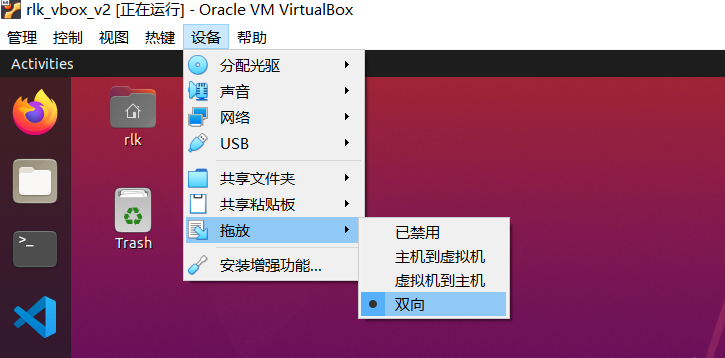 rlk_vbox_v2 [正在运行] - Oracle VM VirtualBox
管理 控制 视图 热键 设备 帮助
Activities
分配光驱
声音
网络
USB
共享文件夹
共享粘贴板
拖放
安装增强功能...
已禁用
主机到虚拟机
虚拟机到主机
双向
rlk
Trash
>_